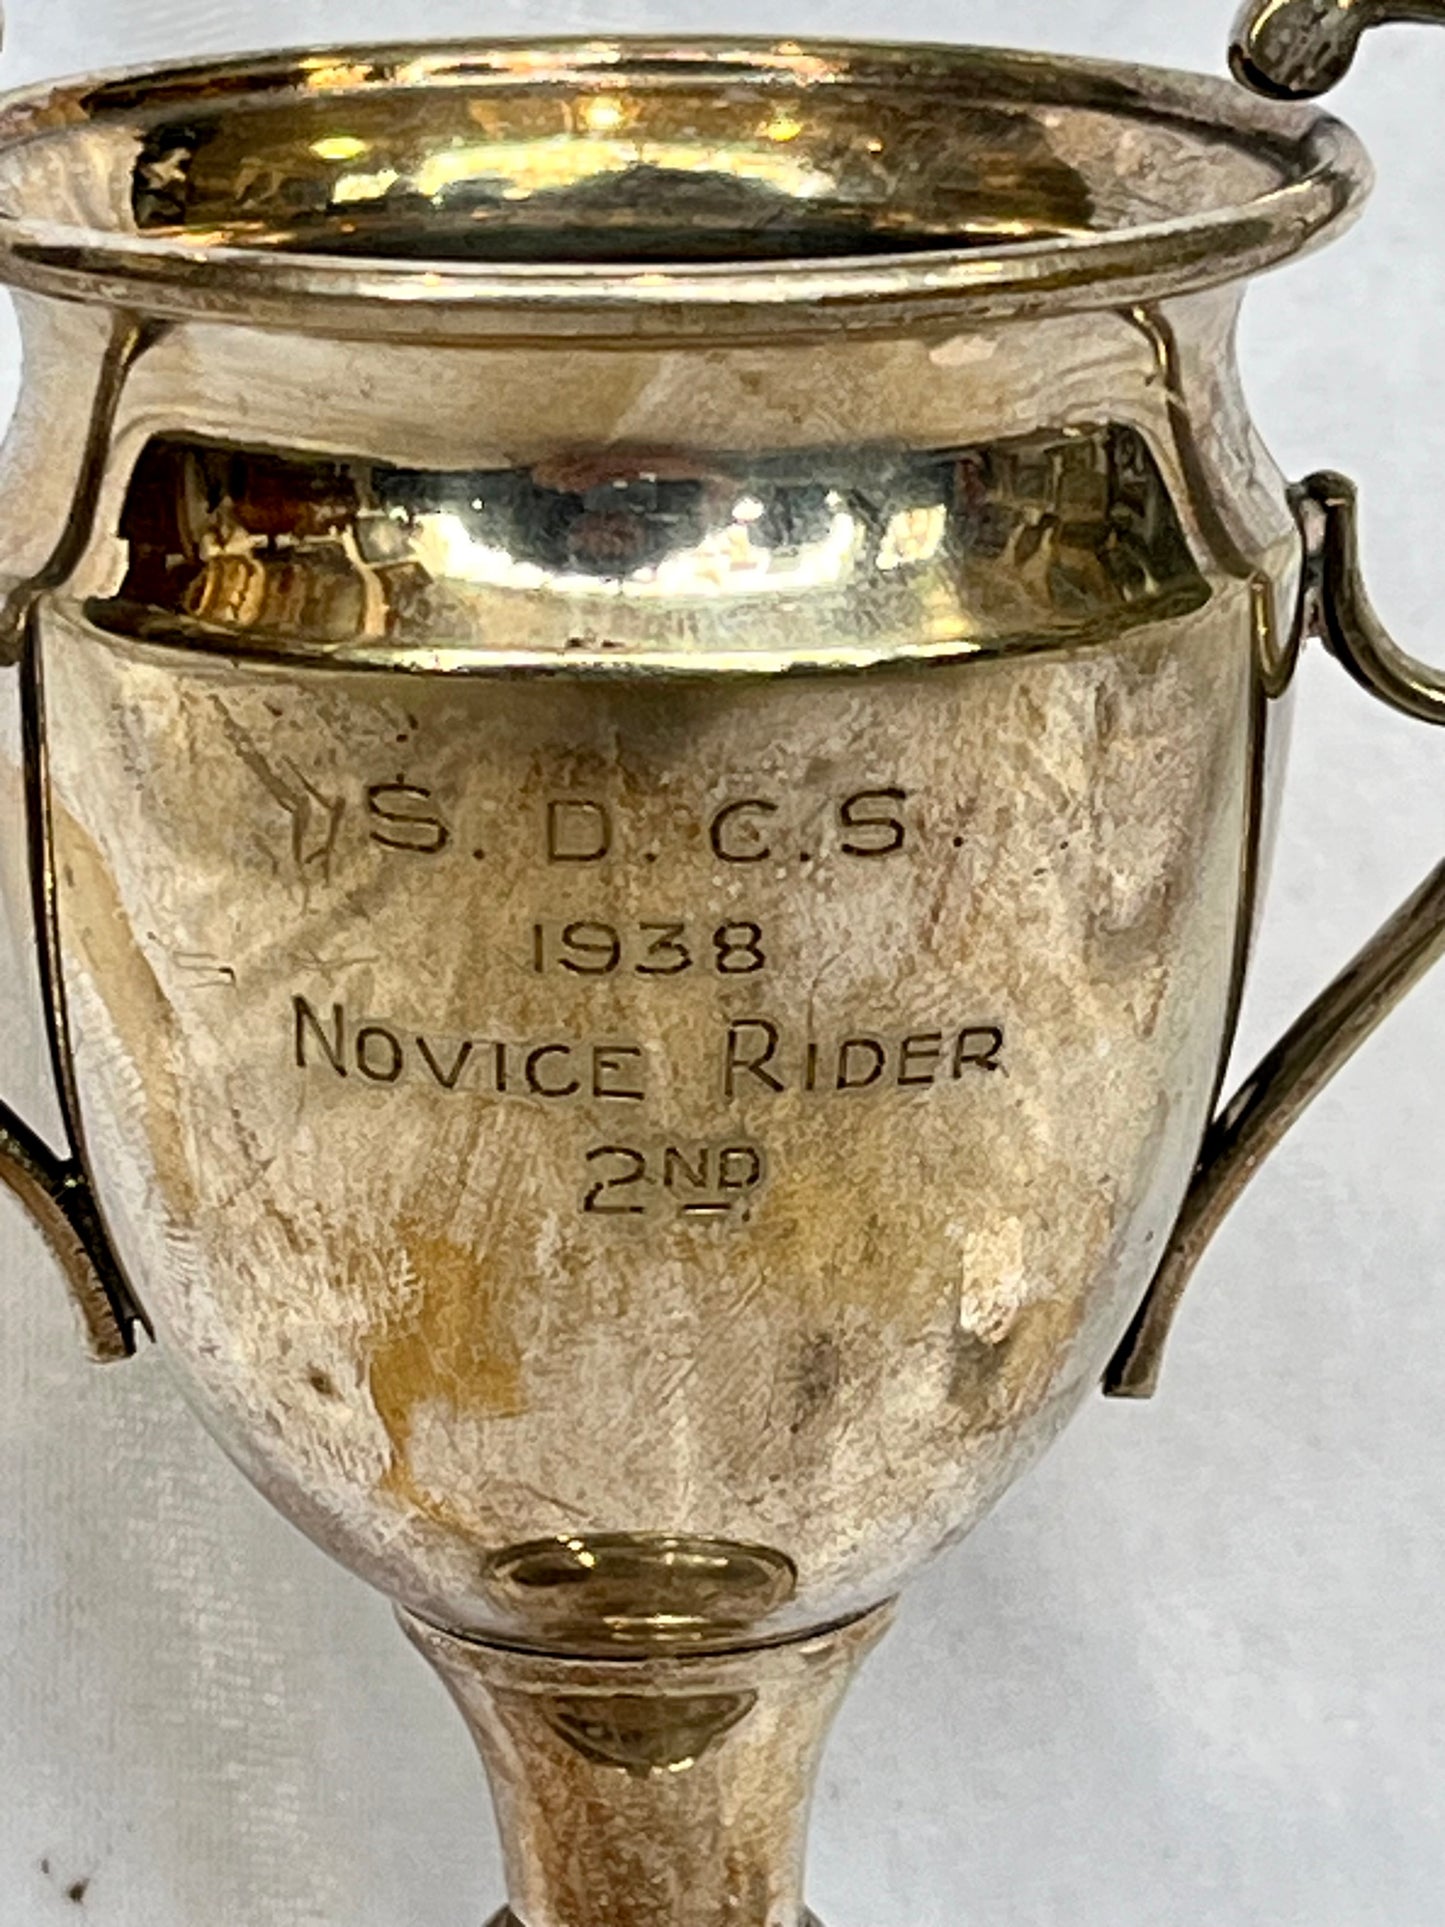 S. D. C.S.
1938
NOVICE RIDER
2ND